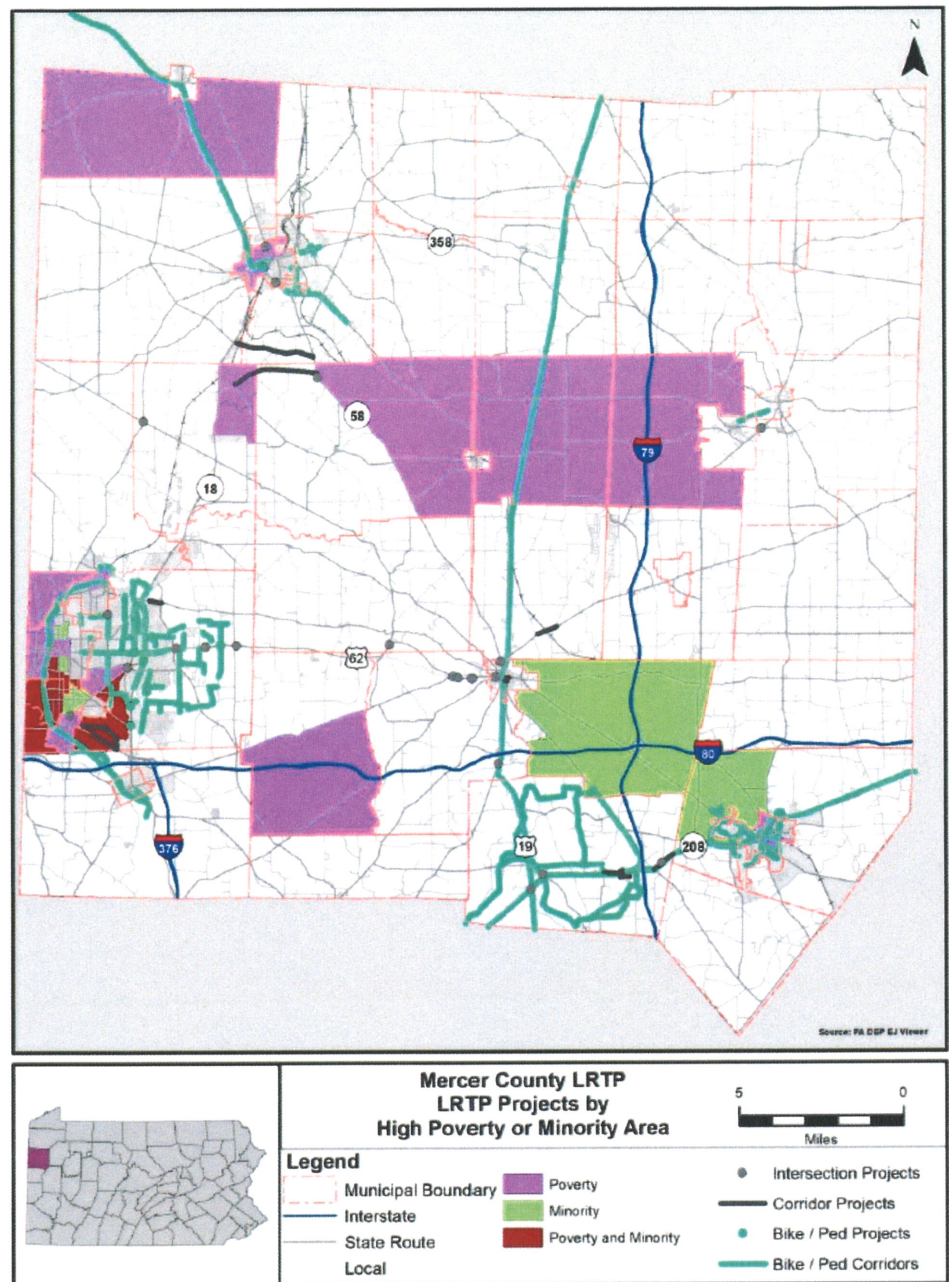 N
358
58
79
18
62
80
19
208
376
Source: PA DEP EJ Viewer
Mercer County LRTP
LRTP Projects by
High Poverty or Minority Area
5 0
Miles
Legend
Municipal Boundary
Interstate
State Route
Local
Poverty
Minority
Poverty and Minority
Intersection Projects
Corridor Projects
Bike / Ped Projects
Bike / Ped Corridors